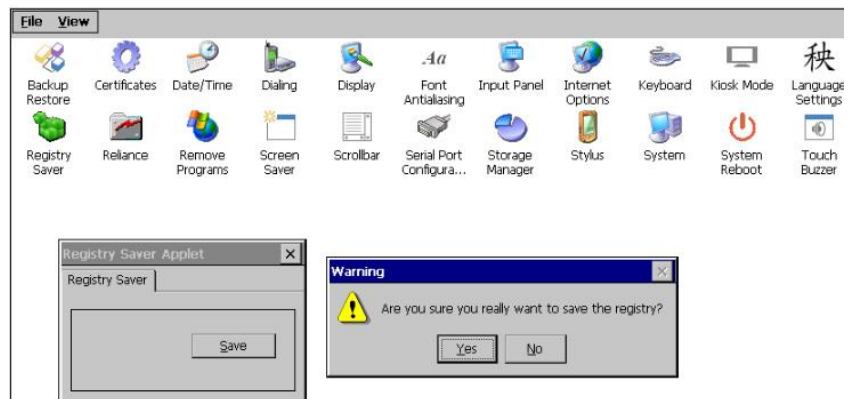 File View
Aa
秧
Backup Restore
Certificates
Date/Time
Dialing
Display
Font Antialiasing
Input Panel
Internet Options
Keyboard
Kiosk Mode
Language Settings
Registry Saver
Reliance
Remove Programs
Screen Saver
Scrollbar
Serial Port Configura...
Storage Manager
Stylus
System
System Reboot
Touch Buzzer
Registry Saver Applet
Registry Saver
Save
Warning
Are you sure you really want to save the registry?
Yes No